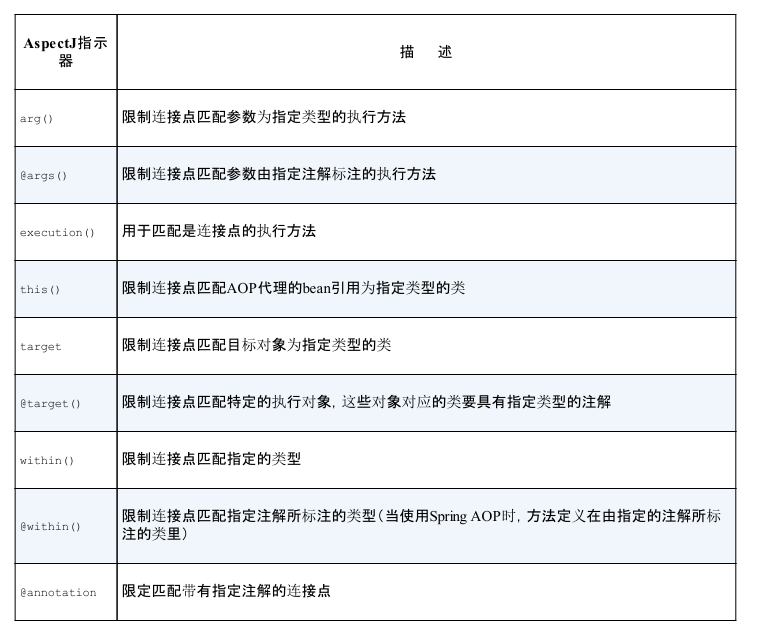 AspectJ指示
器
描 述
arg()
限制连接点匹配参数为指定类型的执行方法
@args()
限制连接点匹配参数由指定注解标注的执行方法
execution()
用于匹配是连接点的执行方法
this()
限制连接点匹配AOP代理的bean引用为指定类型的类
target
限制连接点匹配目标对象为指定类型的类
@target()
限制连接点匹配特定的执行对象，这些对象对应的类要具有指定类型的注解
within()
限制连接点匹配指定的类型
@within()
限制连接点匹配指定注解所标注的类型（当使用Spring AOP时，方法定义在由指定的注解所标
注的类里）
@annotation
限定匹配带有指定注解的连接点